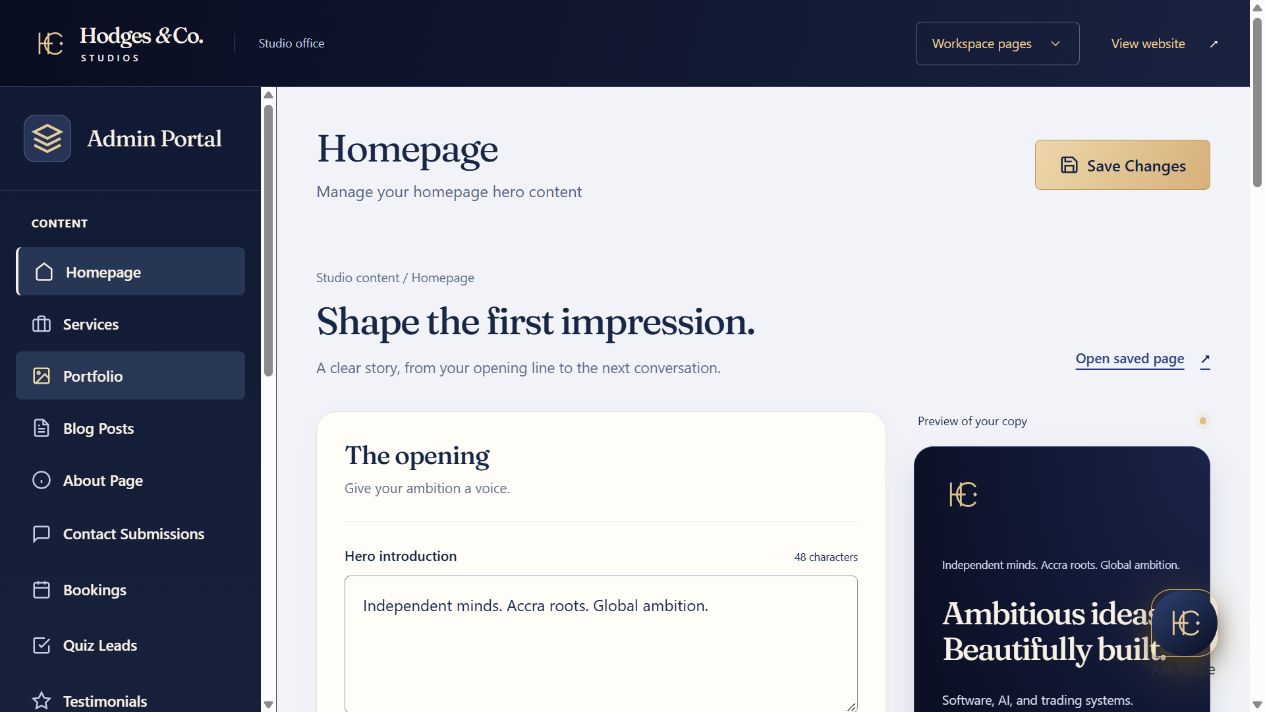 Hodges &Co.
STUDIOS
Studio office
Workspace pages
View website ↗
Admin Portal
CONTENT
Homepage
Services
Portfolio
Blog Posts
About Page
Contact Submissions
Bookings
Quiz Leads
Testimonials
Homepage
Manage your homepage hero content
Save Changes
Studio content / Homepage
Shape the first impression.
A clear story, from your opening line to the next conversation.
Open saved page ↗
The opening
Give your ambition a voice.
Hero introduction
48 characters
Independent minds. Accra roots. Global ambition.
Preview of your copy
HC
Independent minds. Accra roots. Global ambition.
Ambitious ideas
Beautifully built.
Software, AI, and trading systems.
HC
Ask